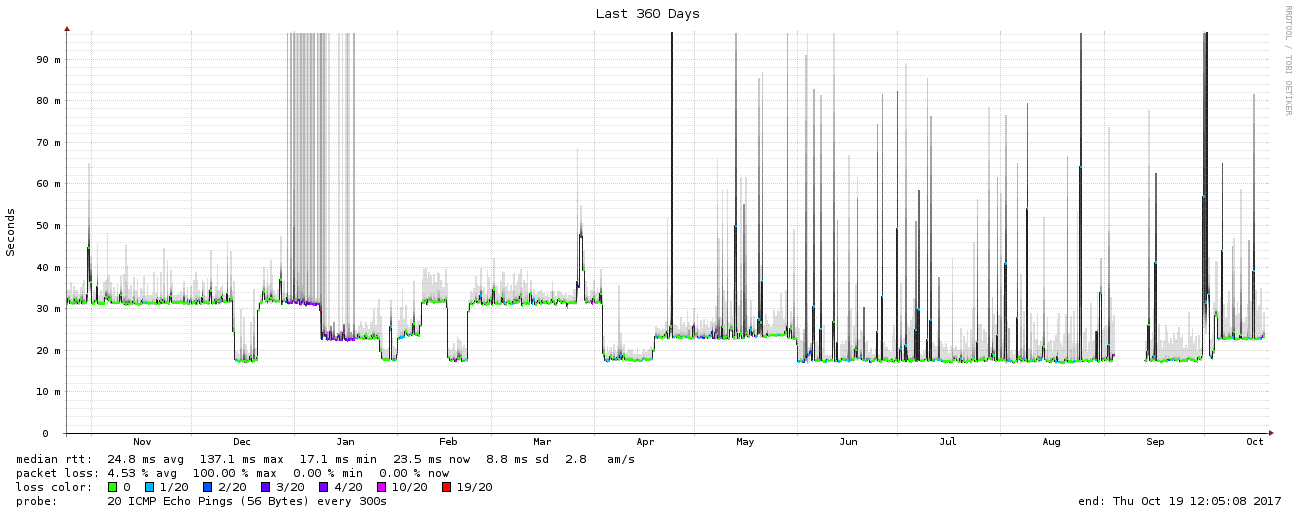 Last 360 Days
RRDTOOL / TOBI OETIKER
Seconds
90 m
80 m
70 m
60 m
50 m
40 m
30 m
20 m
10 m
0
Nov Dec Jan Feb Mar Apr May Jun Jul Aug Sep Oct
median rtt: 24.8 ms avg 137.1 ms max 17.1 ms min 23.5 ms now 8.8 ms sd 2.8 am/s
packet loss: 4.53 % avg 100.00 % max 0.00 % min 0.00 % now
loss color: 0 1/20 2/20 3/20 4/20 10/20 19/20
probe: 20 ICMP Echo Pings (56 Bytes) every 300s end: Thu Oct 19 12:05:08 2017